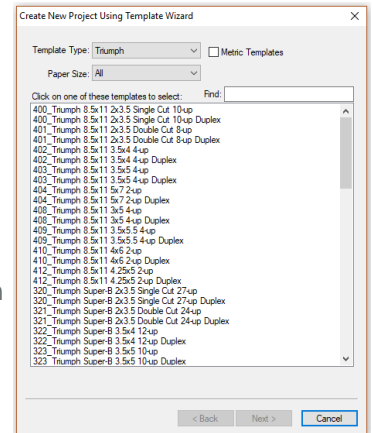 Create New Project Using Template Wizard
Template Type: Triumph
Metric Templates
Paper Size: All
Click on one of these templates to select: Find:
400_Triumph 8.5x11 2x3.5 Single Cut 10-up
400_Triumph 8.5x11 2x3.5 Single Cut 10-up Duplex
401_Triumph 8.5x11 2x3.5 Double Cut 8-up
401_Triumph 8.5x11 2x3.5 Double Cut 8-up Duplex
402_Triumph 8.5x11 3.5x4 4-up
402_Triumph 8.5x11 3.5x4 4-up Duplex
403_Triumph 8.5x11 3.5x5 4-up
403_Triumph 8.5x11 3.5x5 4-up Duplex
404_Triumph 8.5x11 5x7 2-up
404_Triumph 8.5x11 5x7 2-up Duplex
408_Triumph 8.5x11 3x5 4-up
408_Triumph 8.5x11 3x5 4-up Duplex
409_Triumph 8.5x11 3.5x5.5 4-up
409_Triumph 8.5x11 3.5x5.5 4-up Duplex
410_Triumph 8.5x11 4x6 2-up
410_Triumph 8.5x11 4x6 2-up Duplex
412_Triumph 8.5x11 4.25x5 2-up
412_Triumph 8.5x11 4.25x5 2-up Duplex
320_Triumph Super-B 2x3.5 Single Cut 27-up
320_Triumph Super-B 2x3.5 Single Cut 27-up Duplex
321_Triumph Super-B 2x3.5 Double Cut 24-up
321_Triumph Super-B 2x3.5 Double Cut 24-up Duplex
322_Triumph Super-B 3.5x4 12-up
322_Triumph Super-B 3.5x4 12-up Duplex
323_Triumph Super-B 3.5x5 10-up
323_Triumph Super-B 3.5x5 10-up Duplex
< Back Next > Cancel